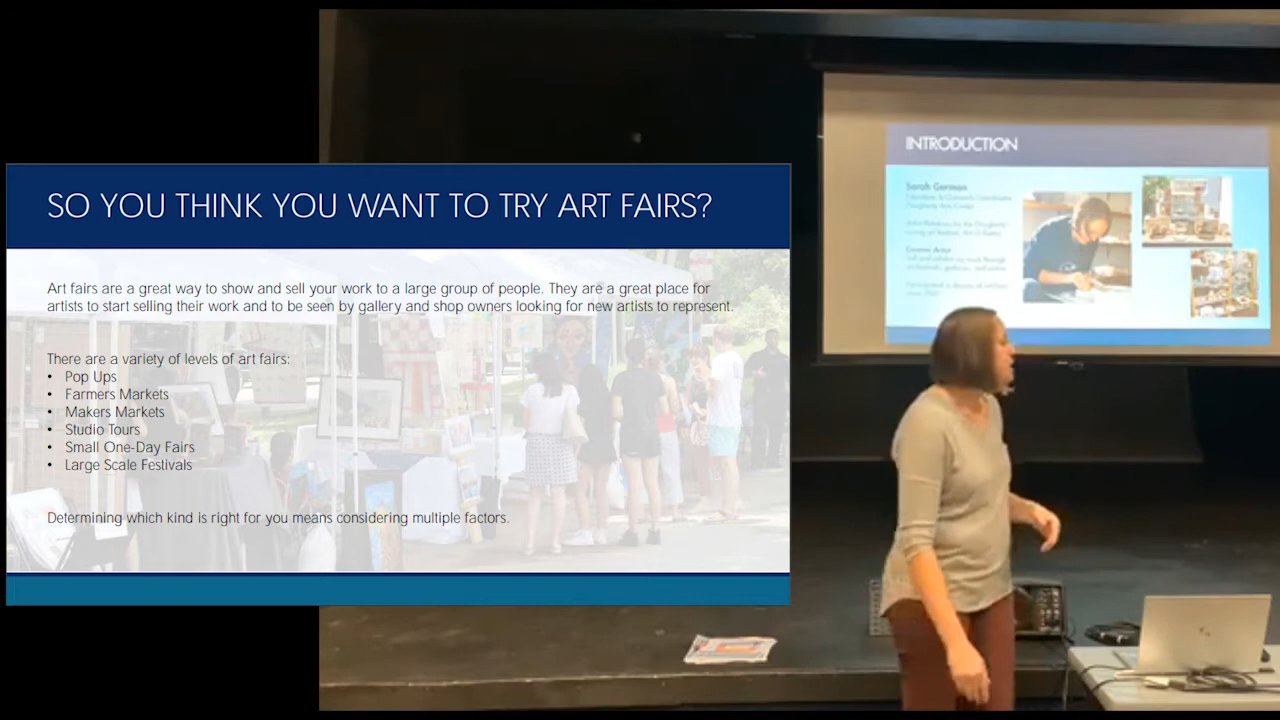 SO YOU THINK YOU WANT TO TRY ART FAIRS?
Art fairs are a great way to show and sell your work to a large group of people. They are a great place for
artists to start selling their work and to be seen by gallery and shop owners looking for new artists to represent.
There are a variety of levels of art fairs:
• Pop Ups
• Farmers Markets
• Makers Markets
• Studio Tours
• Small One-Day Fairs
• Large Scale Festivals
Determining which kind is right for you means considering multiple factors.
INTRODUCTION
Sarah German